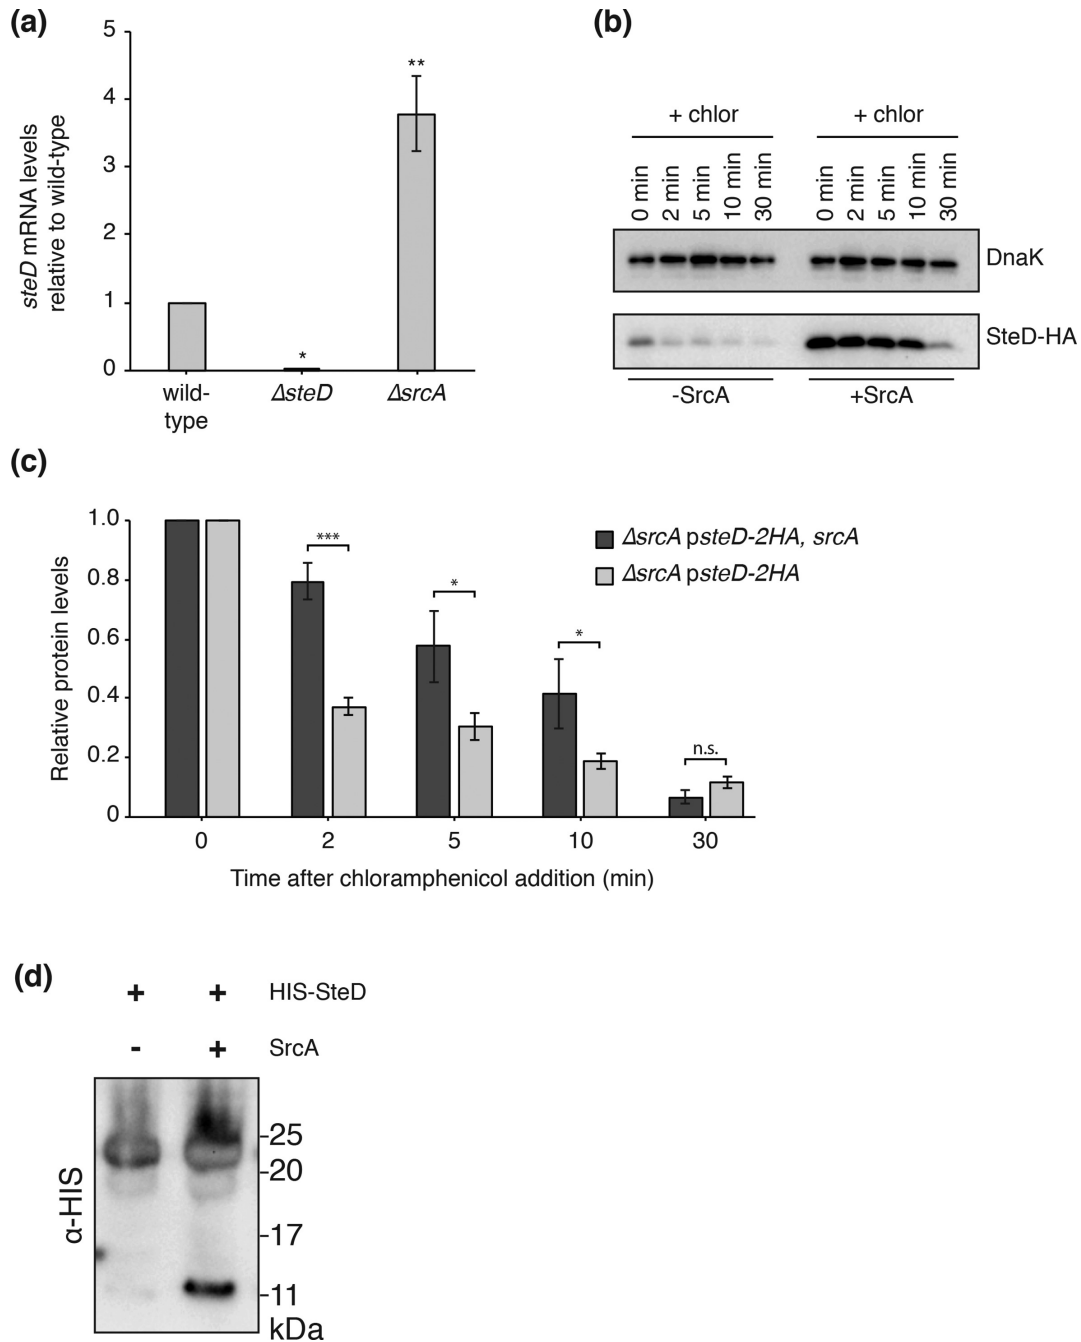 (a)
5
4
3
2
1
0
steD mRNA levels
relative to wild-type
**
*
wild-
type
ΔsteD
ΔsrcA
(b)
+ chlor
+ chlor
0 min
2 min
5 min
10 min
30 min
0 min
2 min
5 min
10 min
30 min
DnaK
SteD-HA
-SrcA
+SrcA
(c)
1.0
0.8
0.6
0.4
0.2
0
Relative protein levels
***
*
*
n.s.
ΔsrcA psteD-2HA, srcA
ΔsrcA psteD-2HA
0 2 5 10 30
Time after chloramphenicol addition (min)
(d)
+ + HIS-SteD
- + SrcA
α-HIS
-25
-20
-17
-11
kDa